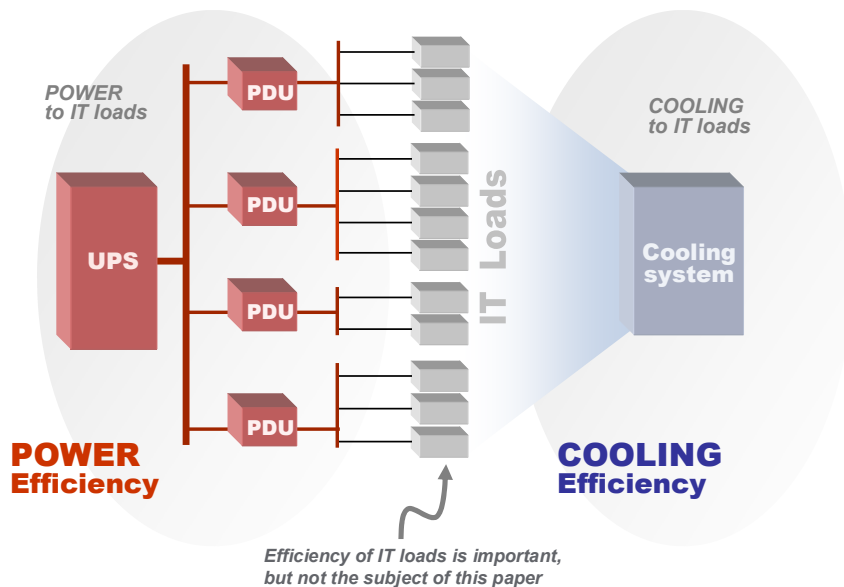 POWER
to IT loads
COOLING
to IT loads
PDU
PDU
PDU
PDU
UPS
IT Loads
Cooling
system
POWER
Efficiency
COOLING
Efficiency
Efficiency of IT loads is important,
but not the subject of this paper